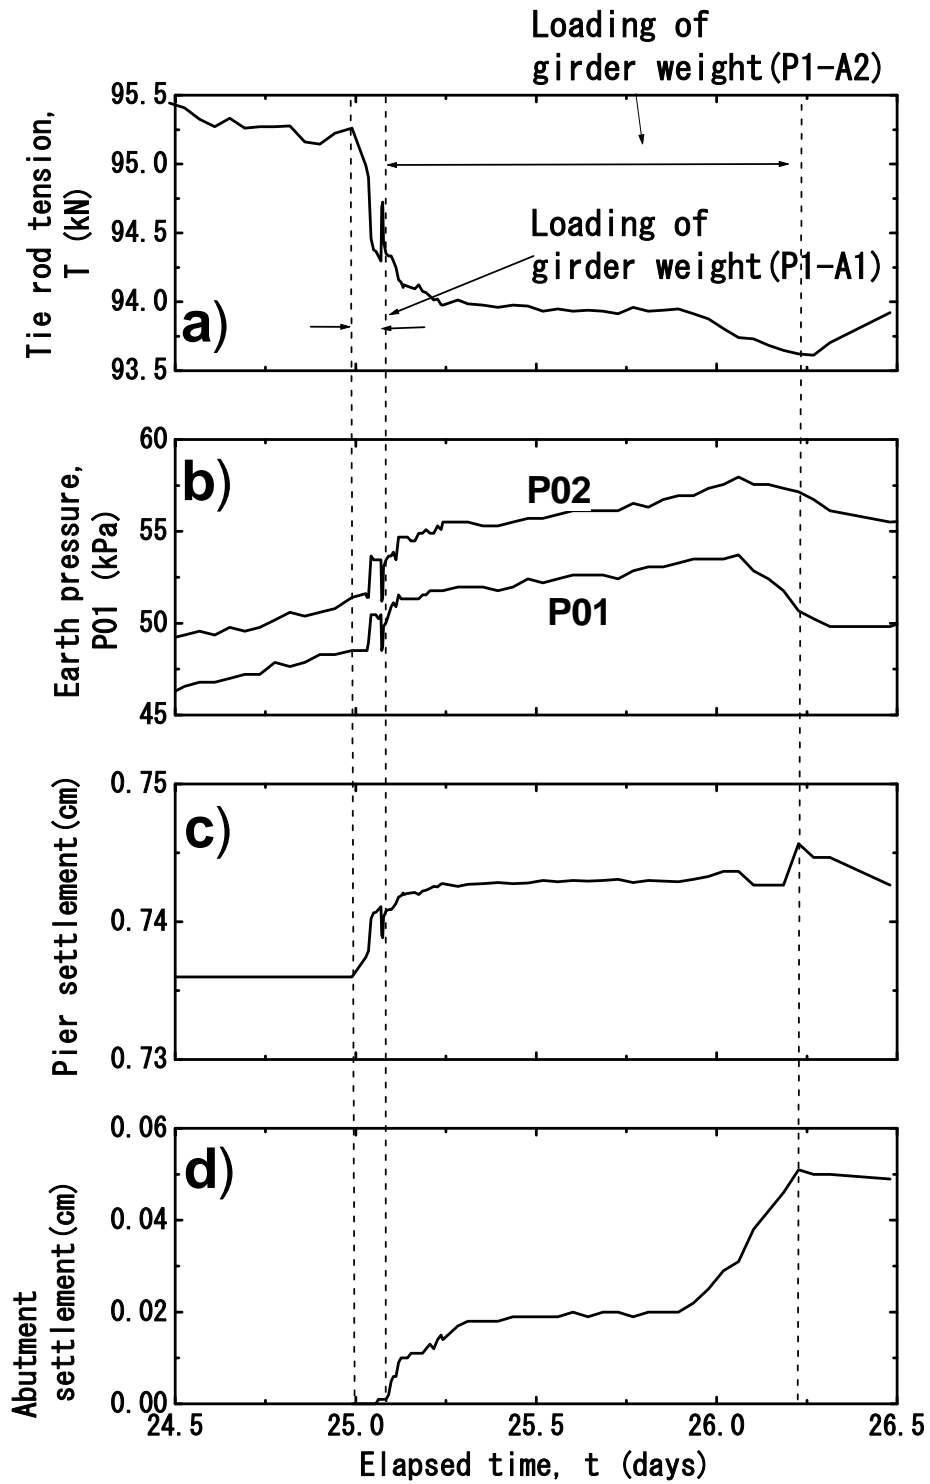 Loading of
girder weight(P1-A2)
95.5
95.0
94.5
94.0
93.5
Tie rod tension,
T (kN)
Loading of
girder weight(P1-A1)
a)
60
55
50
45
Earth pressure,
P01 (kPa)
b)
P02
P01
0.75
0.74
0.73
Pier settlement(cm)
c)
0.06
0.04
0.02
0.00
Abutment
settlement(cm)
d)
24.5 25.0 25.5 26.0 26.5
Elapsed time, t (days)